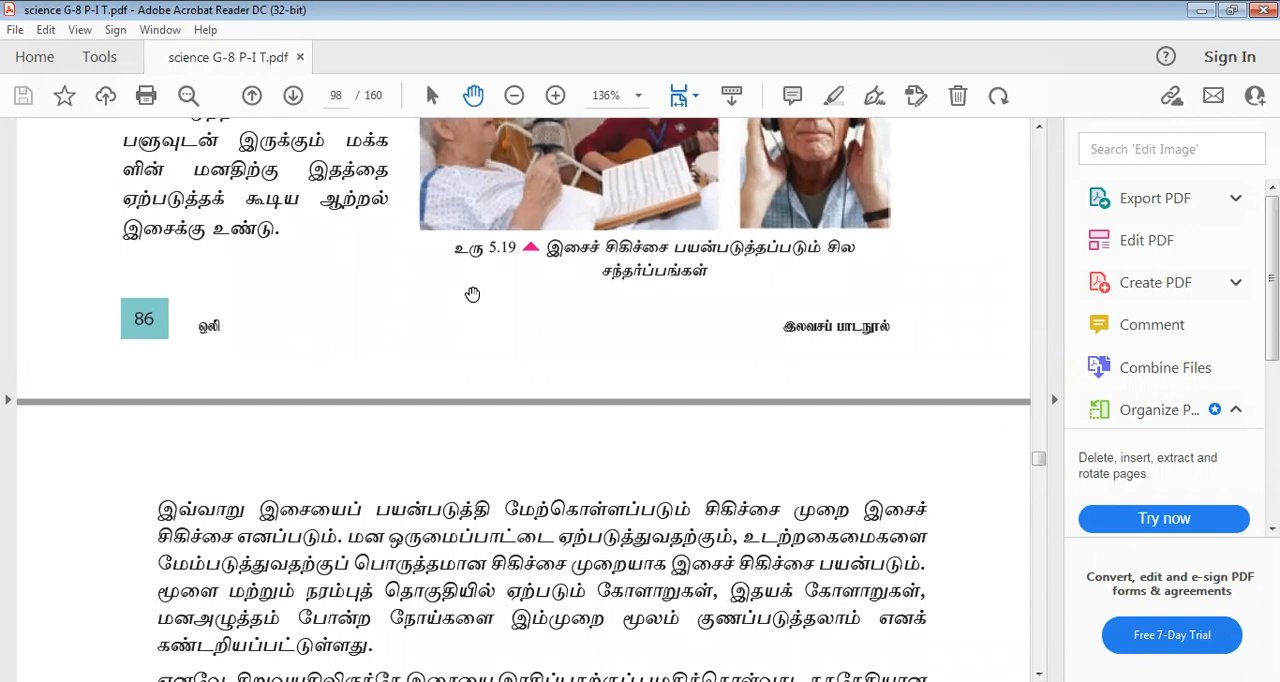 science G-8 P-I T.pdf - Adobe Acrobat Reader DC (32-bit)
File Edit View Sign Window Help
Home Tools science G-8 P-I T.pdf × Sign In
98 / 160 136%
பளுவுடன் இருக்கும் மக்க
ளின் மனதிற்கு இதத்தை
ஏற்படுத்தக் கூடிய ஆற்றல்
இசைக்கு உண்டு.
உரு 5.19 ▲ இசைச் சிகிச்சை பயன்படுத்தப்படும் சில
சந்தர்ப்பங்கள்
86 ஒலி இலவசப் பாடநூல்
இவ்வாறு இசையைப் பயன்படுத்தி மேற்கொள்ளப்படும் சிகிச்சை முறை இசைச்
சிகிச்சை எனப்படும். மன ஒருமைப்பாட்டை ஏற்படுத்துவதற்கும், உடற்றகைமைகளை
மேம்படுத்துவதற்குப் பொருத்தமான சிகிச்சை முறையாக இசைச் சிகிச்சை பயன்படும்.
மூளை மற்றும் நரம்புத் தொகுதியில் ஏற்படும் கோளாறுகள், இதயக் கோளாறுகள்,
மனஅழுத்தம் போன்ற நோய்களை இம்முறை மூலம் குணப்படுத்தலாம் எனக்
கண்டறியப்பட்டுள்ளது.
Search 'Edit Image'
Export PDF
Edit PDF
Create PDF
Comment
Combine Files
Organize P...
Delete, insert, extract and
rotate pages.
Try now
Convert, edit and e-sign PDF
forms & agreements
Free 7-Day Trial